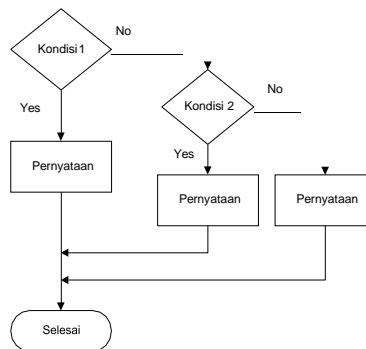 No
Kondisi 1
No
Yes
Kondisi 2
Yes
Pernyataan
Pernyataan
Pernyataan
Selesai